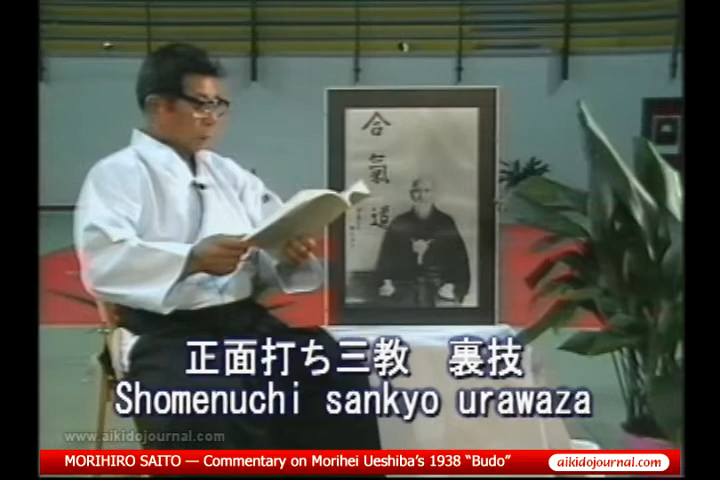 合
氣
道
正面打ち三教 裏技
Shomenuchi sankyo urawaza
www.aikidojournal.com
MORIHIRO SAITO — Commentary on Morihei Ueshiba's 1938 “Budo”
aikidojournal.com